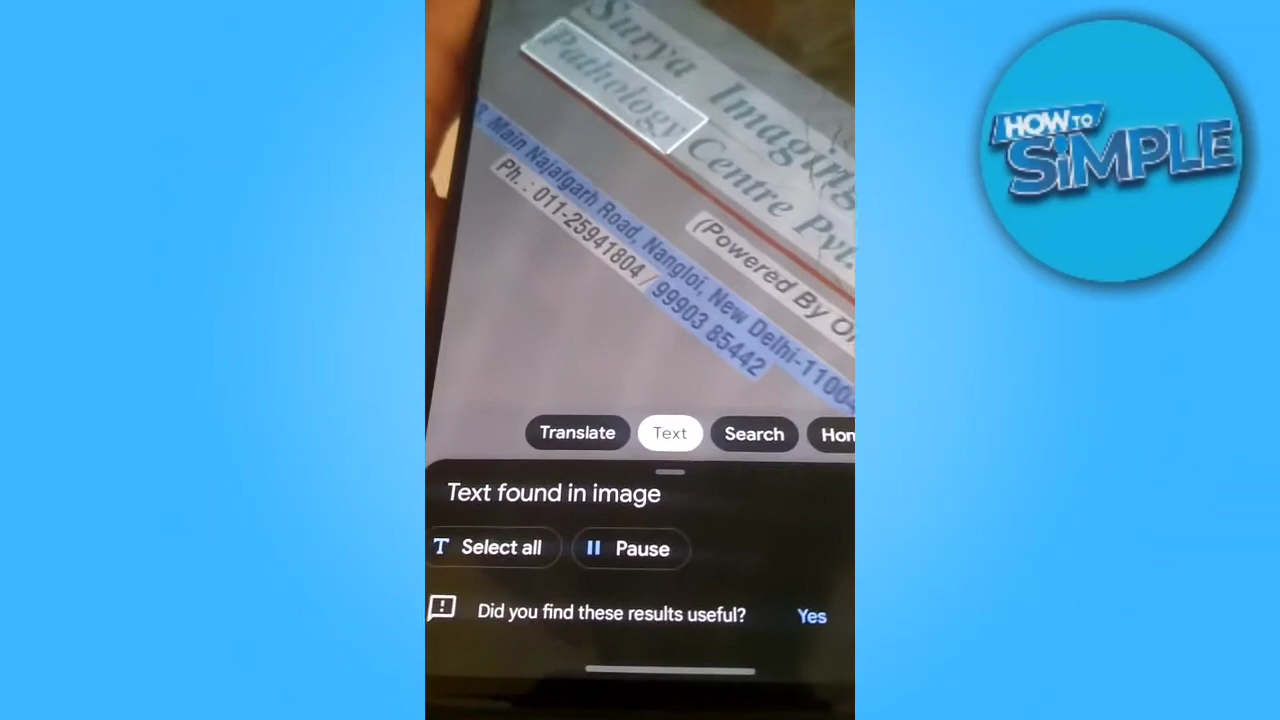 Surya Imaging
Pathology Centre Pvt.
(Powered By
3, Main Najafgarh Road, Nangloi, New Delhi-11004
Ph. : 011-25941804 / 99903 85442
Translate
Text
Search
Text found in image
Select all
Pause
Did you find these results useful?
Yes
HOW TO
SiMPLE